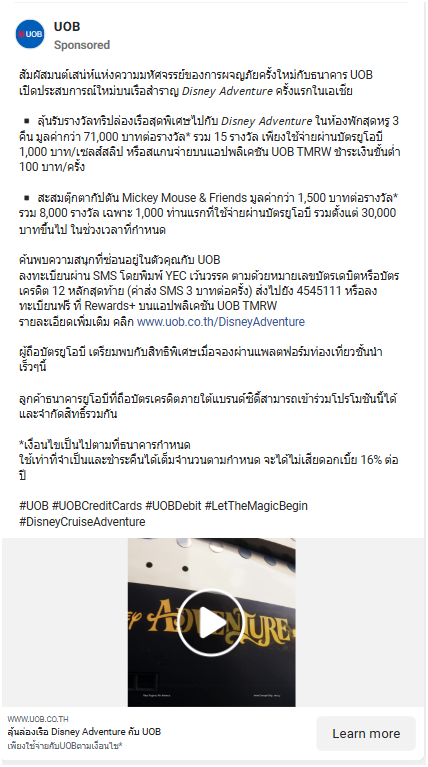 UOB
UOB
Sponsored
สัมผัสมนต์เสน่ห์แห่งความมหัศจรรย์ของการผจญภัยครั้งใหม่กับธนาคาร UOB
เปิดประสบการณ์ใหม่บนเรือสำราญ Disney Adventure ครั้งแรกในเอเชีย
▪ ลุ้นรับรางวัลทริปล่องเรือสุดพิเศษไปกับ Disney Adventure ในห้องพักสุดหรู 3
คืน มูลค่ากว่า 71,000 บาทต่อรางวัล* รวม 15 รางวัล เพียงใช้จ่ายผ่านบัตรยูโอบี
1,000 บาท/เซลล์สลิป หรือสแกนจ่ายบนแอปพลิเคชัน UOB TMRW ชำระเงินขั้นต่ำ
100 บาท/ครั้ง
▪ สะสมตุ๊กตากัปตัน Mickey Mouse & Friends มูลค่ากว่า 1,500 บาทต่อรางวัล*
รวม 8,000 รางวัล เฉพาะ 1,000 ท่านแรกที่ใช้จ่ายผ่านบัตรยูโอบี รวมตั้งแต่ 30,000
บาทขึ้นไป ในช่วงเวลาที่กำหนด
ค้นพบความสนุกที่ซ่อนอยู่ในตัวคุณกับ UOB
ลงทะเบียนผ่าน SMS โดยพิมพ์ YEC เว้นวรรค ตามด้วยหมายเลขบัตรเดบิตหรือบัตร
เครดิต 12 หลักสุดท้าย (ค่าส่ง SMS 3 บาทต่อครั้ง) ส่งไปยัง 4545111 หรือลง
ทะเบียนฟรี ที่ Rewards+ บนแอปพลิเคชัน UOB TMRW
รายละเอียดเพิ่มเติม คลิก www.uob.co.th/DisneyAdventure
ผู้ถือบัตรยูโอบี เตรียมพบกับสิทธิพิเศษเมื่อจองผ่านแพลตฟอร์มท่องเที่ยวชั้นนำ
เร็วๆนี้
ลูกค้าธนาคารยูโอบีที่ถือบัตรเครดิตภายใต้แบรนด์ซิตี้สามารถเข้าร่วมโปรโมชันนี้ได้
และจำกัดสิทธิ์รวมกัน
*เงื่อนไขเป็นไปตามที่ธนาคารกำหนด
ใช้เท่าที่จำเป็นและชำระคืนได้เต็มจำนวนตามกำหนด จะได้ไม่เสียดอกเบี้ย 16% ต่อ
ปี
#UOB #UOBCreditCards #UOBDebit #LetTheMagicBegin
#DisneyCruiseAdventure
ADVENTURE
WWW.UOB.CO.TH
ลุ้นล่องเรือ Disney Adventure กับ UOB
เพียงใช้จ่ายกับUOBตามเงื่อนไข*
Learn more